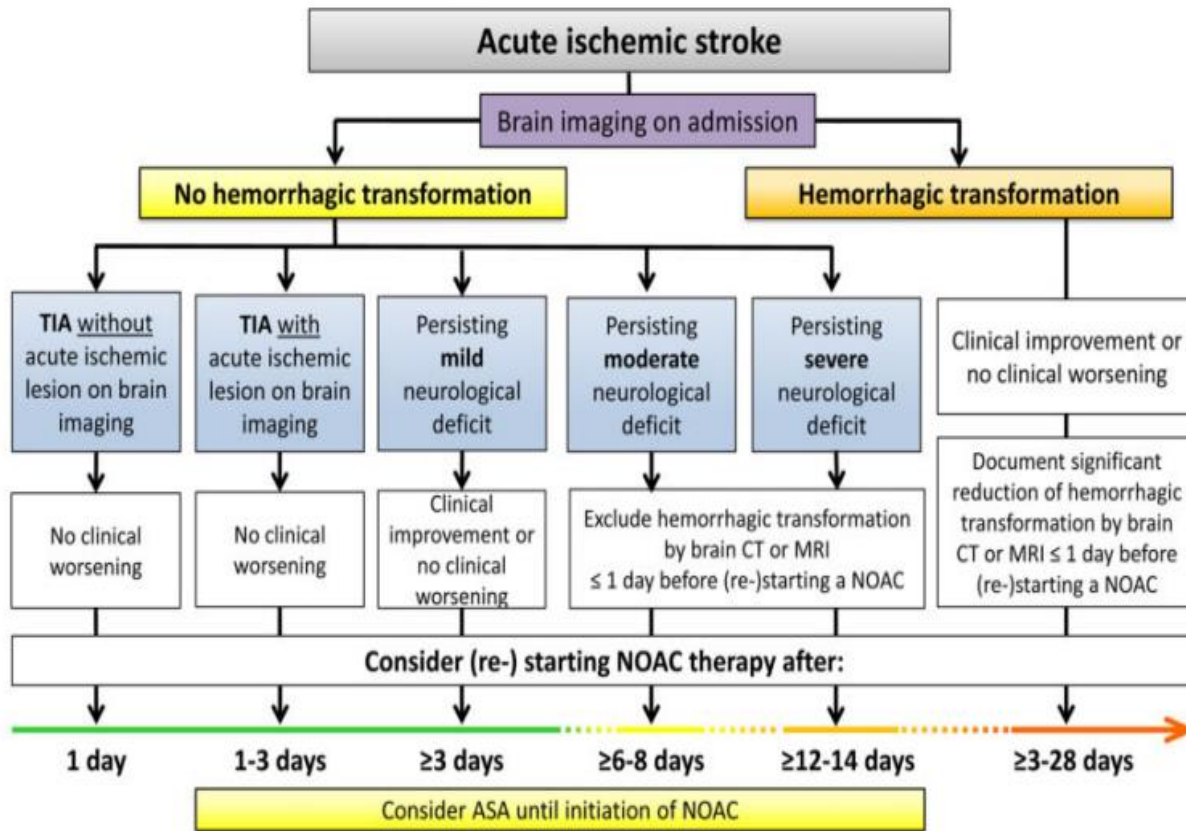 Acute ischemic stroke
Brain imaging on admission
No hemorrhagic transformation
Hemorrhagic transformation
TIA without
acute ischemic
lesion on brain
imaging
TIA with
acute ischemic
lesion on brain
imaging
Persisting
mild
neurological
deficit
Persisting
moderate
neurological
deficit
Persisting
severe
neurological
deficit
Clinical improvement or
no clinical worsening
No clinical
worsening
No clinical
worsening
Clinical
improvement or
no clinical
worsening
Exclude hemorrhagic transformation
by brain CT or MRI
≤ 1 day before (re-)starting a NOAC
Document significant
reduction of hemorrhagic
transformation by brain
CT or MRI ≤ 1 day before
(re-)starting a NOAC
Consider (re-) starting NOAC therapy after:
1 day
1-3 days
≥3 days
≥6-8 days
≥12-14 days
≥3-28 days
Consider ASA until initiation of NOAC